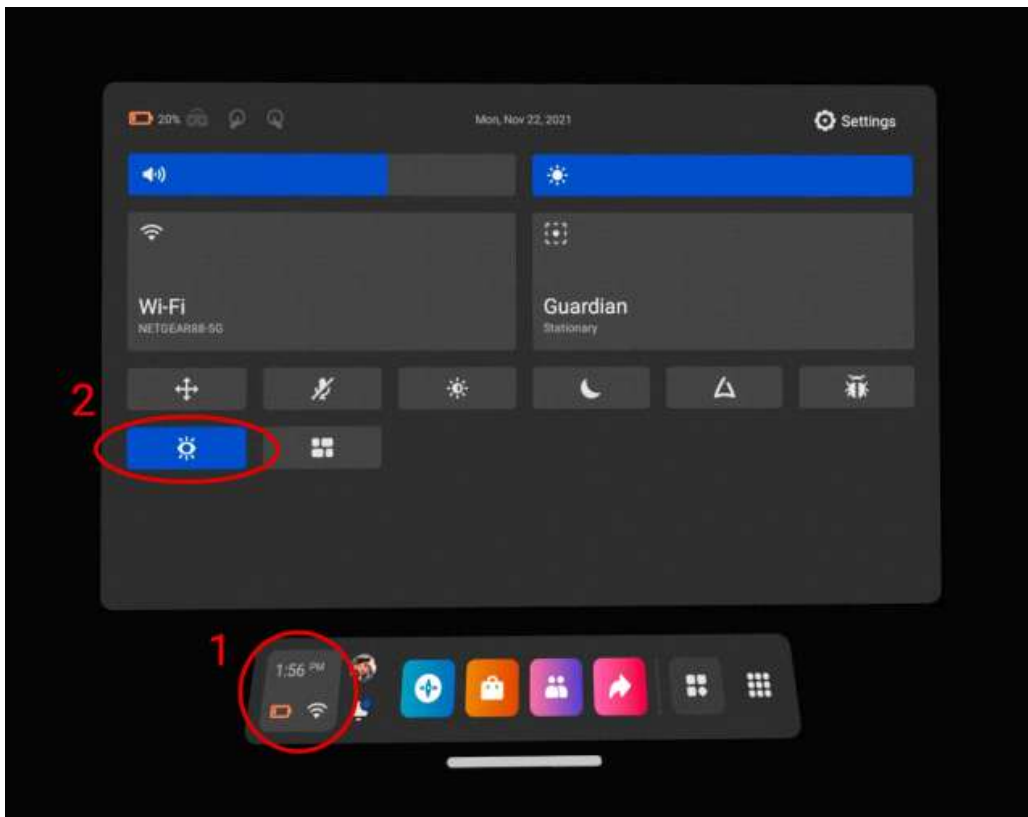 20%
Mon, Nov 22, 2021
Settings
Wi-Fi
NETGEAR88-5G
Guardian
Stationary
2
1
1:56 PM